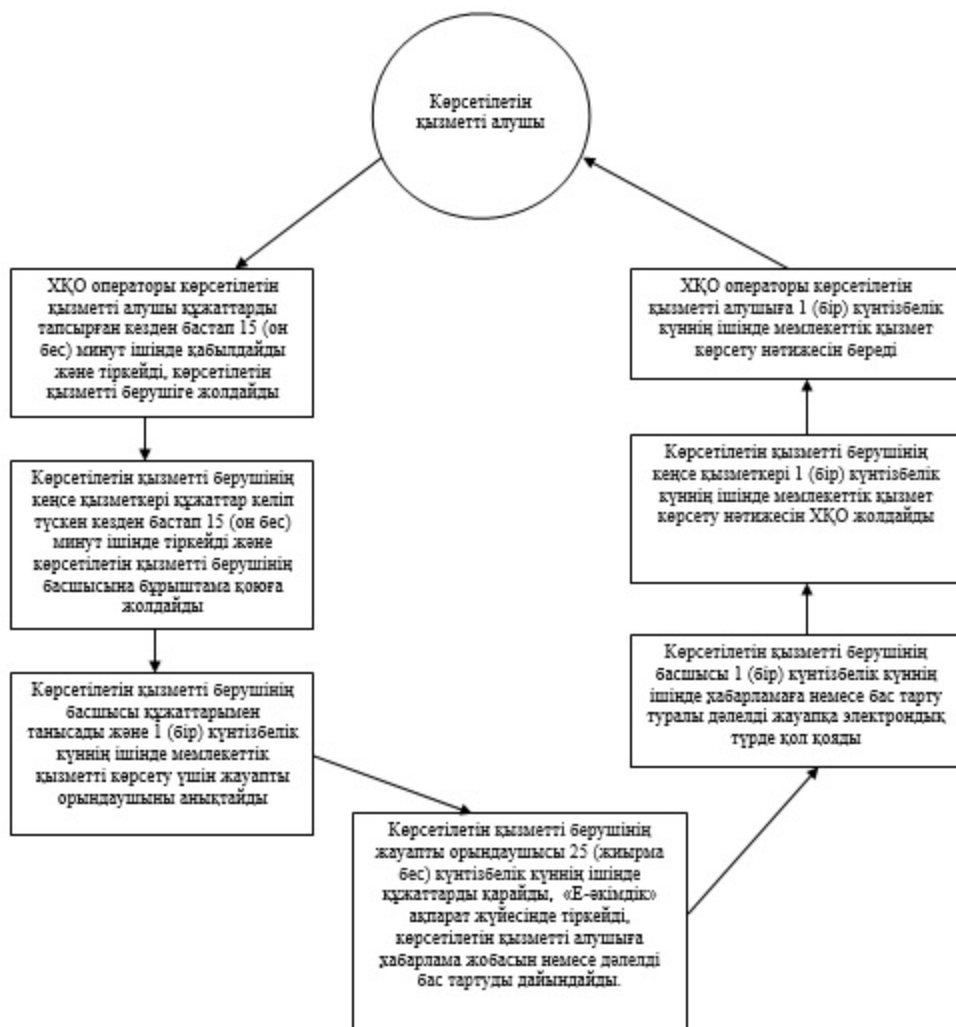 Көрсетілетін
қызметті алушы
ХҚО операторы көрсетілетін
қызметті алушы құжаттарды
тапсырған кезден бастап 15 (он
бес) минут ішінде қабылдайды
және тіркейді, көрсетілетін
қызметті берушіге жолдайды
Көрсетілетін қызметті берушінің
кеңсе қызметкері құжаттар келіп
түскен кезден бастап 15 (он бес)
минут ішінде тіркейді және
көрсетілетін қызметті берушінің
басшысына бұрыштама қоюға
жолдайды
Көрсетілетін қызметті берушінің
басшысы құжаттарымен
танысады және 1 (бір) күнтізбелік
күннің ішінде мемлекеттік
қызметті көрсету үшін жауапты
орындаушыны анықтайды
Көрсетілетін қызметті берушінің
жауапты орындаушысы 25 (жиырма
бес) күнтізбелік күннің ішінде
құжаттарды қарайды, «Е-әкімдік»
ақпарат жүйесінде тіркейді,
көрсетілетін қызметті алушыға
хабарлама жобасын немесе дәлелді
бас тартуды дайындайды.
Көрсетілетін қызметті берушінің
басшысы 1 (бір) күнтізбелік күннің
ішінде хабарламаға немесе бас тарту
туралы дәлелді жауапқа электрондық
түрде қол қояды
Көрсетілетін қызметті берушінің
кеңсе қызметкері 1 (бір) күнтізбелік
күннің ішінде мемлекеттік қызмет
көрсету нәтижесін ХҚО жолдайды
ХҚО операторы көрсетілетін
қызметті алушыға 1 (бір) күнтізбелік
күннің ішінде мемлекеттік қызмет
көрсету нәтижесін береді